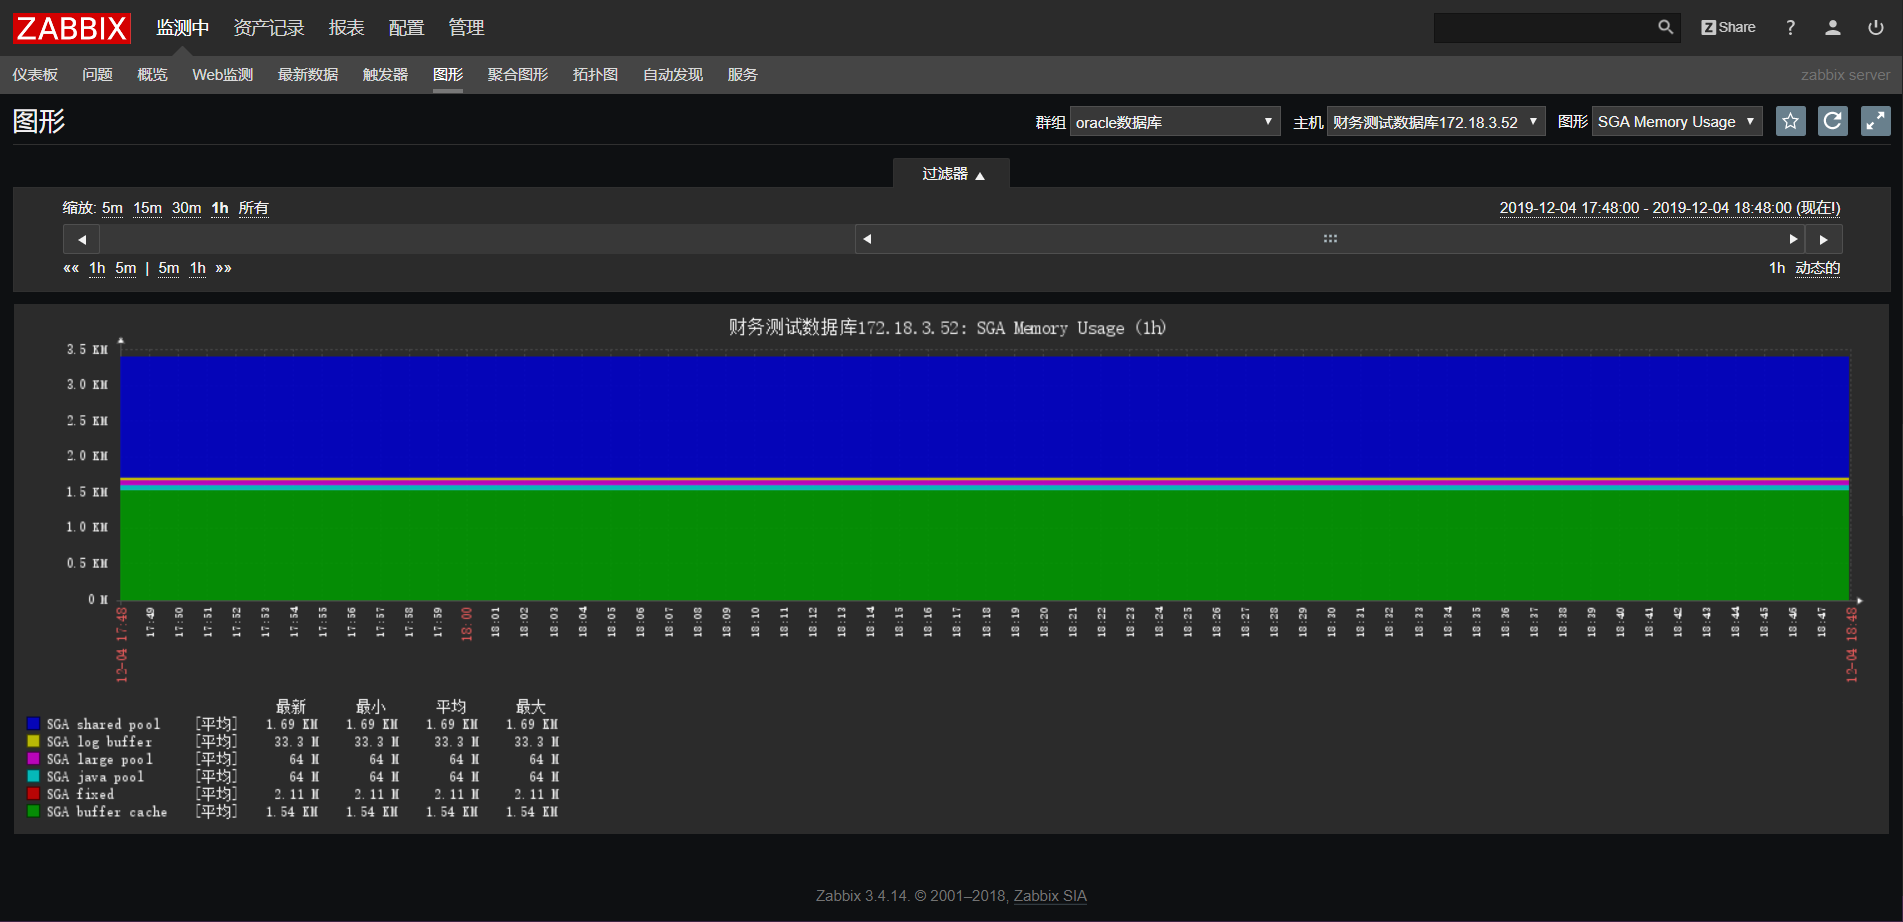 ZABBIX 监测中 资产记录 报表 配置 管理 Z Share ?
仪表板 问题 概览 Web监测 最新数据 触发器 图形 聚合图形 拓扑图 自动发现 服务 zabbix server
图形 群组 oracle数据库 主机 财务测试数据库172.18.3.52 图形 SGA Memory Usage
过滤器
缩放: 5m 15m 30m 1h 所有 2019-12-04 17:48:00 - 2019-12-04 18:48:00 (现在!)
«« 1h 5m | 5m 1h »» 1h 动态的
财务测试数据库172.18.3.52: SGA Memory Usage (1h)
3.5 KM
3.0 KM
2.5 KM
2.0 KM
1.5 KM
1.0 KM
0.5 KM
0 M
12-04 17:48 17:49 17:50 17:51 17:52 17:53 17:54 17:55 17:56 17:57 17:58 17:59 18:00 18:01 18:02 18:03 18:04 18:05 18:06 18:07 18:08 18:09 18:10 18:11 18:12 18:13 18:14 18:15 18:16 18:17 18:18 18:19 18:20 18:21 18:22 18:23 18:24 18:25 18:26 18:27 18:28 18:29 18:30 18:31 18:32 18:33 18:34 18:35 18:36 18:37 18:38 18:39 18:40 18:41 18:42 18:43 18:44 18:45 18:46 18:47 12-04 18:48
最新 最小 平均 最大
SGA shared pool [平均] 1.69 KM 1.69 KM 1.69 KM 1.69 KM
SGA log buffer [平均] 33.3 M 33.3 M 33.3 M 33.3 M
SGA large pool [平均] 64 M 64 M 64 M 64 M
SGA java pool [平均] 64 M 64 M 64 M 64 M
SGA fixed [平均] 2.11 M 2.11 M 2.11 M 2.11 M
SGA buffer cache [平均] 1.54 KM 1.54 KM 1.54 KM 1.54 KM
Zabbix 3.4.14. © 2001–2018, Zabbix SIA